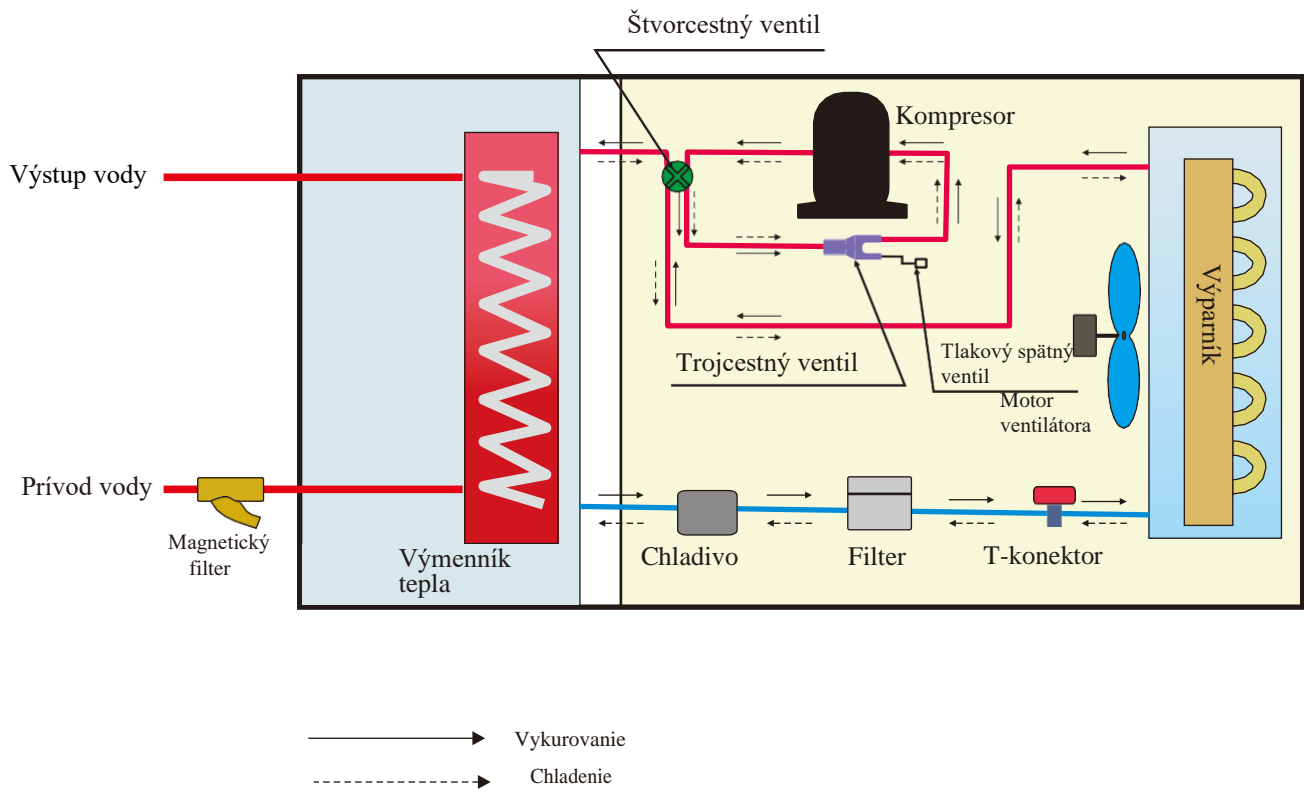 Štvorcestný ventil
Kompresor
Výstup vody
Výparník
Trojcestný ventil
Tlakový spätný
ventil
Motor
ventilátora
Prívod vody
Magnetický
filter
Výmenník
tepla
Chladivo
Filter
T-konektor
Vykurovanie
Chladenie